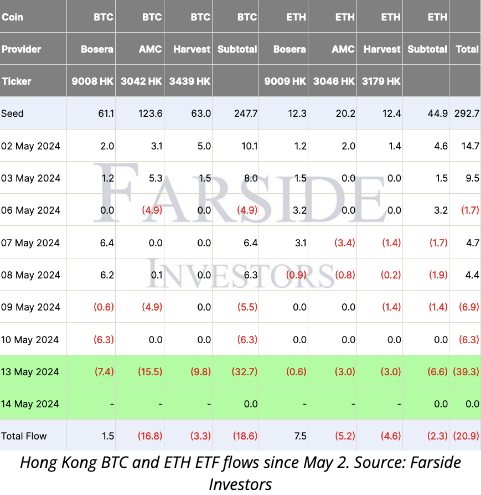 Coin BTC BTC BTC BTC ETH ETH ETH ETH
Provider Bosera AMC Harvest Subtotal Bosera AMC Harvest Subtotal Total
Ticker 9008 HK 3042 HK 3439 HK 9009 HK 3046 HK 3179 HK
Seed 61.1 123.6 63.0 247.7 12.3 20.2 12.4 44.9 292.7
02 May 2024 2.0 3.1 5.0 10.1 1.2 2.0 1.4 4.6 14.7
03 May 2024 1.2 5.3 1.5 8.0 1.5 0.0 0.0 1.5 9.5
FARSIDE
06 May 2024 0.0 (4.9) 0.0 (4.9) 3.2 0.0 0.0 3.2 (1.7)
07 May 2024 6.4 0.0 0.0 6.4 3.1 (3.4) (1.4) (1.7) 4.7
08 May 2024 6.2 0.1 0.0 6.3 (0.9) (0.8) (0.2) (1.9) 4.4
INVESTORS
09 May 2024 (0.6) (4.9) 0.0 (5.5) 0.0 0.0 (1.4) (1.4) (6.9)
10 May 2024 (6.3) 0.0 0.0 (6.3) 0.0 0.0 0.0 0.0 (6.3)
13 May 2024 (7.4) (15.5) (9.8) (32.7) (0.6) (3.0) (3.0) (6.6) (39.3)
14 May 2024 - - - 0.0 - - - 0.0 0.0
Total Flow 1.5 (16.8) (3.3) (18.6) 7.5 (5.2) (4.6) (2.3) (20.9)
Hong Kong BTC and ETH ETF flows since May 2. Source: Farside
Investors